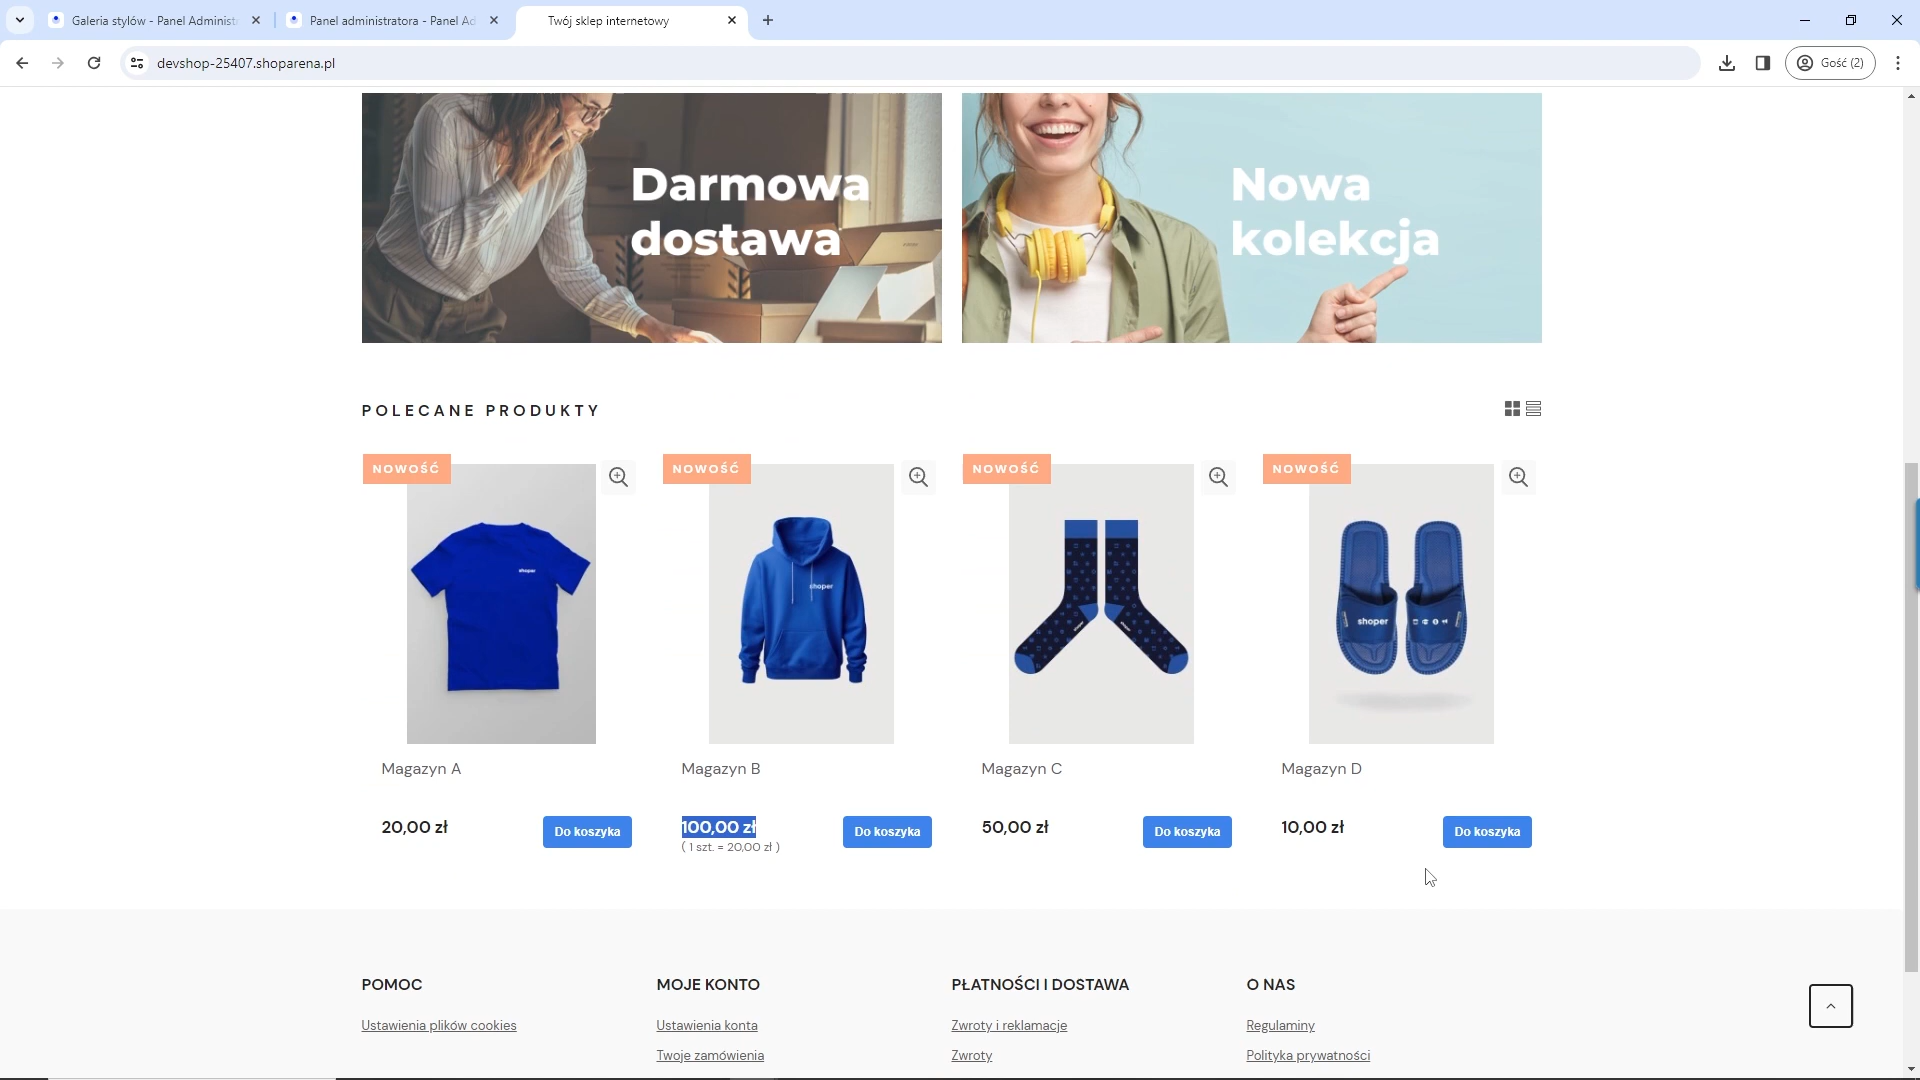 Galeria stylów - Panel Administ
Panel administratora - Panel Ad
Twój sklep internetowy
devshop-25407.shoparena.pl
Gość (2)
Darmowa
dostawa
Nowa
kolekcja
POLECANE PRODUKTY
NOWOŚĆ
NOWOŚĆ
NOWOŚĆ
NOWOŚĆ
shoper
shoper
shoper
shoper
shoper
Magazyn A
Magazyn B
Magazyn C
Magazyn D
20,00 zł
Do koszyka
100,00 zł
( 1 szt. = 20,00 zł )
Do koszyka
50,00 zł
Do koszyka
10,00 zł
Do koszyka
POMOC
MOJE KONTO
PŁATNOŚCI I DOSTAWA
O NAS
Ustawienia plików cookies
Ustawienia konta
Zwroty i reklamacje
Regulaminy
Twoje zamówienia
Zwroty
Polityka prywatności